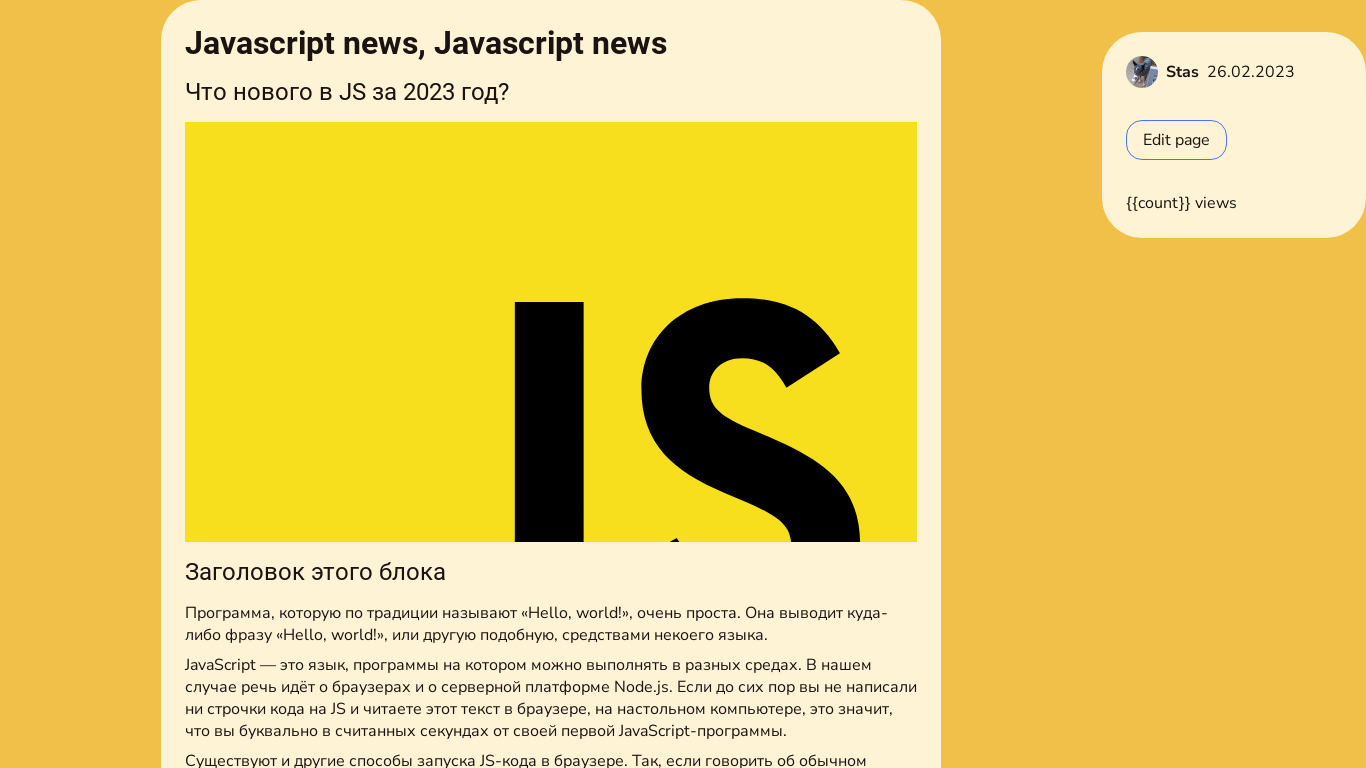 Javascript news, Javascript news
Что нового в JS за 2023 год?
JS
Заголовок этого блока
Программа, которую по традиции называют «Hello, world!», очень проста. Она выводит куда-
либо фразу «Hello, world!», или другую подобную, средствами некоего языка.
JavaScript — это язык, программы на котором можно выполнять в разных средах. В нашем
случае речь идёт о браузерах и о серверной платформе Node.js. Если до сих пор вы не написали
ни строчки кода на JS и читаете этот текст в браузере, на настольном компьютере, это значит,
что вы буквально в считанных секундах от своей первой JavaScript-программы.
Существуют и другие способы запуска JS-кода в браузере. Так, если говорить об обычном
Stas 26.02.2023
Edit page
{{count}} views